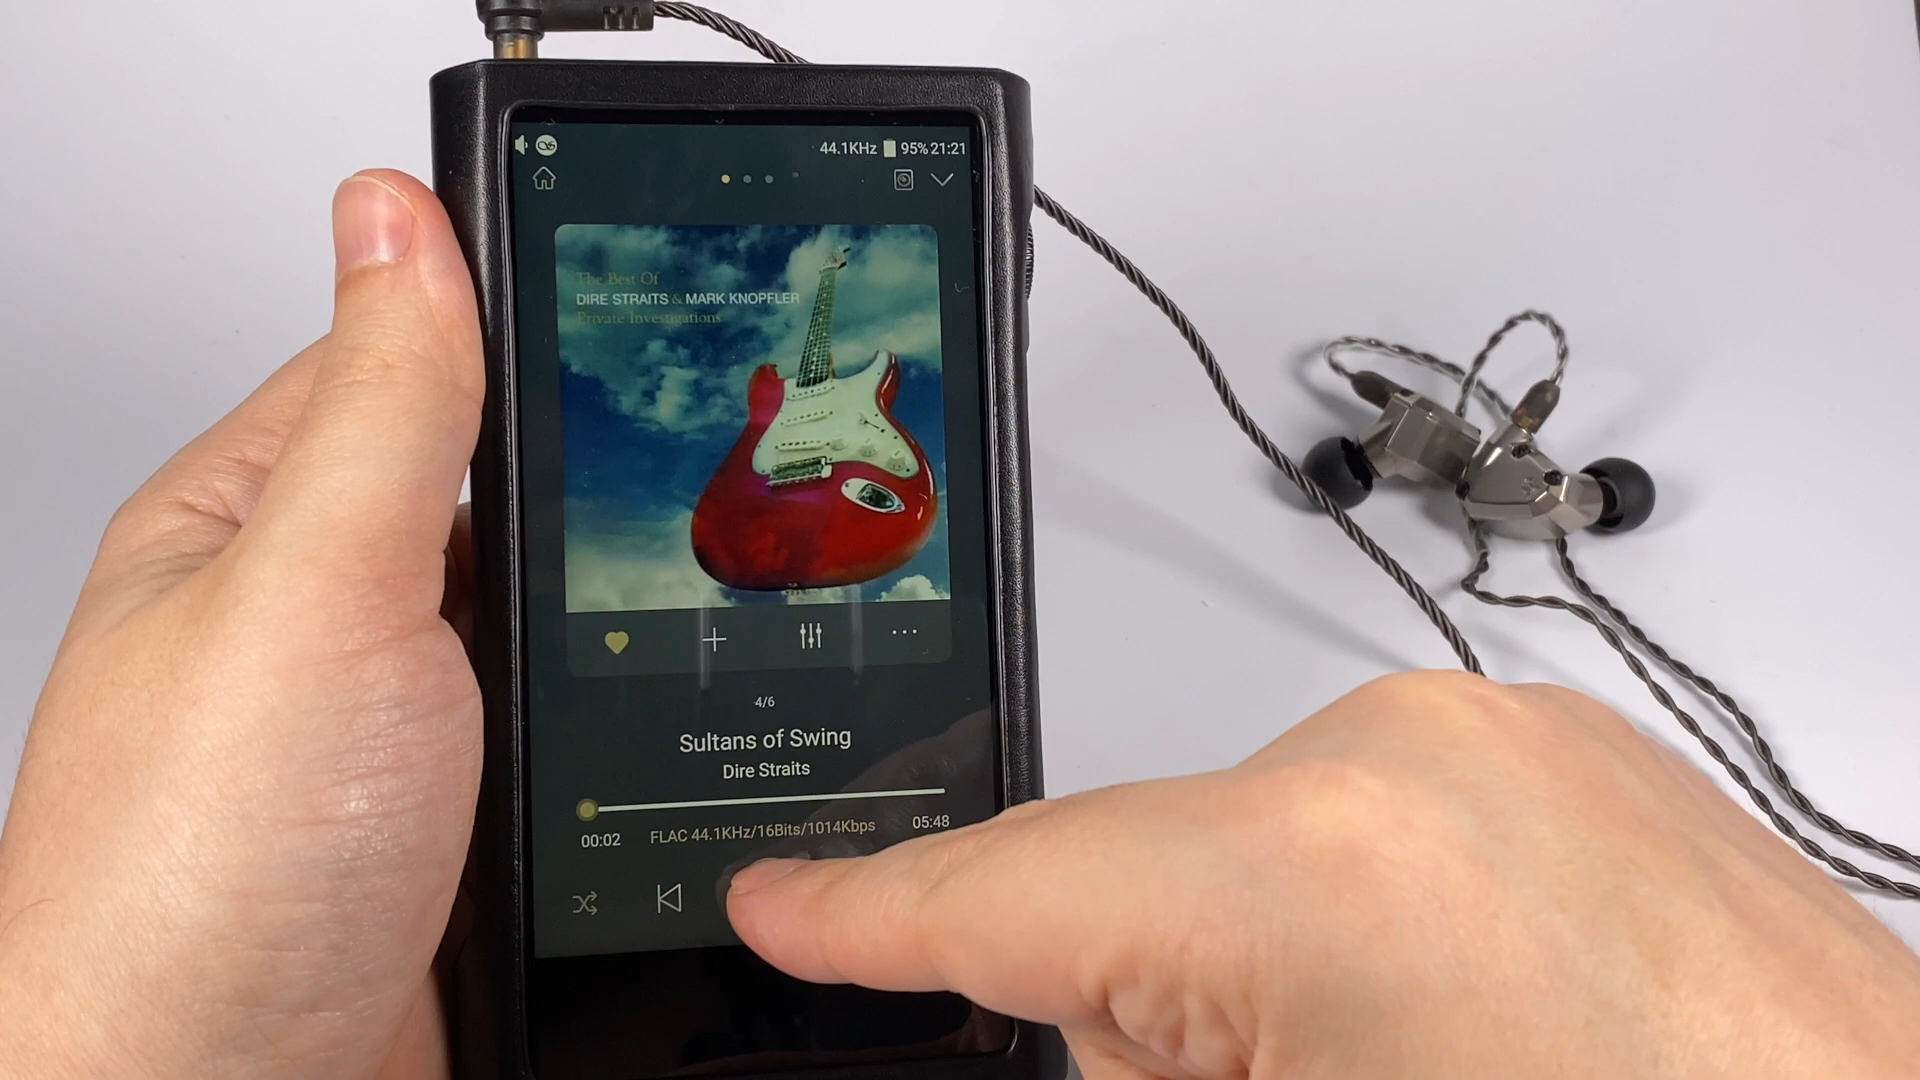 44.1KHz 95% 21:21
The Best Of
DIRE STRAITS & MARK KNOPFLER
Private Investigations
4/6
Sultans of Swing
Dire Straits
00:02 FLAC 44.1KHz/16Bits/1014Kbps 05:48